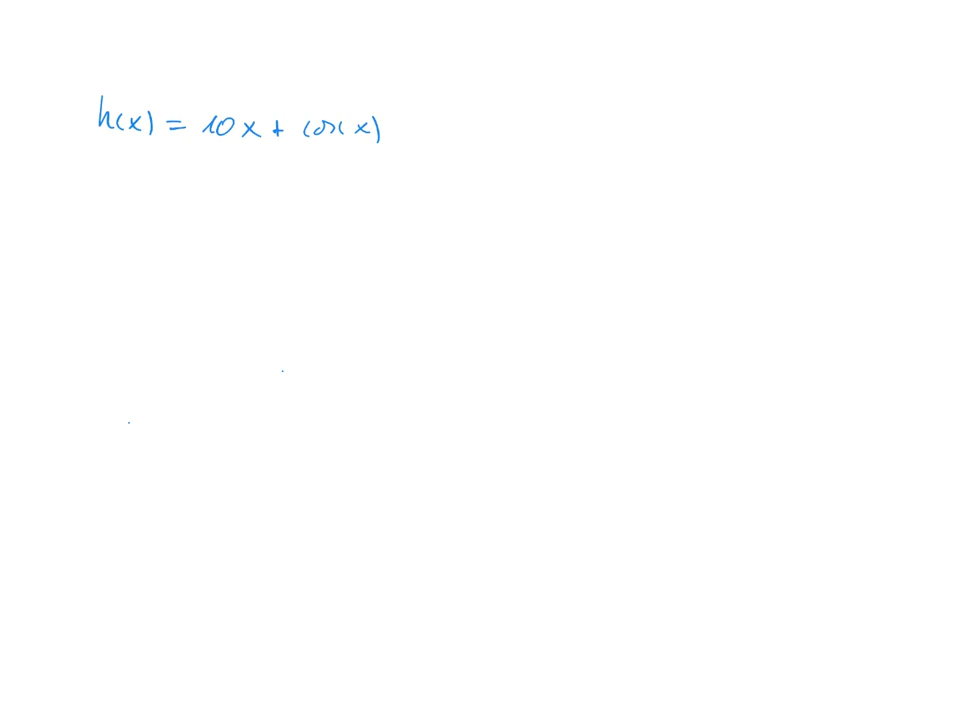 h(x) = 10x + cos(x)